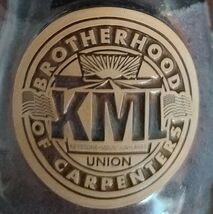 BROTHERHOOD
KML
UNION
OF CARPENTERS